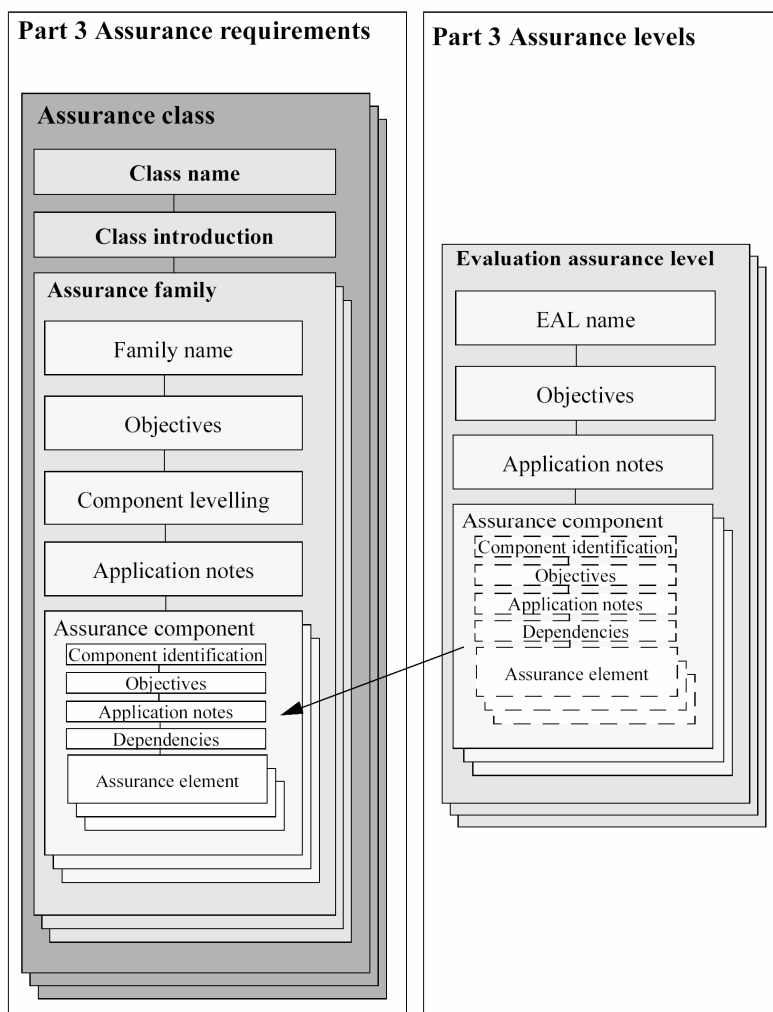 Part 3 Assurance requirements
Assurance class
Class name
Class introduction
Assurance family
Family name
Objectives
Component levelling
Application notes
Assurance component
Component identification
Objectives
Application notes
Dependencies
Assurance element
Part 3 Assurance levels
Evaluation assurance level
EAL name
Objectives
Application notes
Assurance component
Component identification
Objectives
Application notes
Dependencies
Assurance element